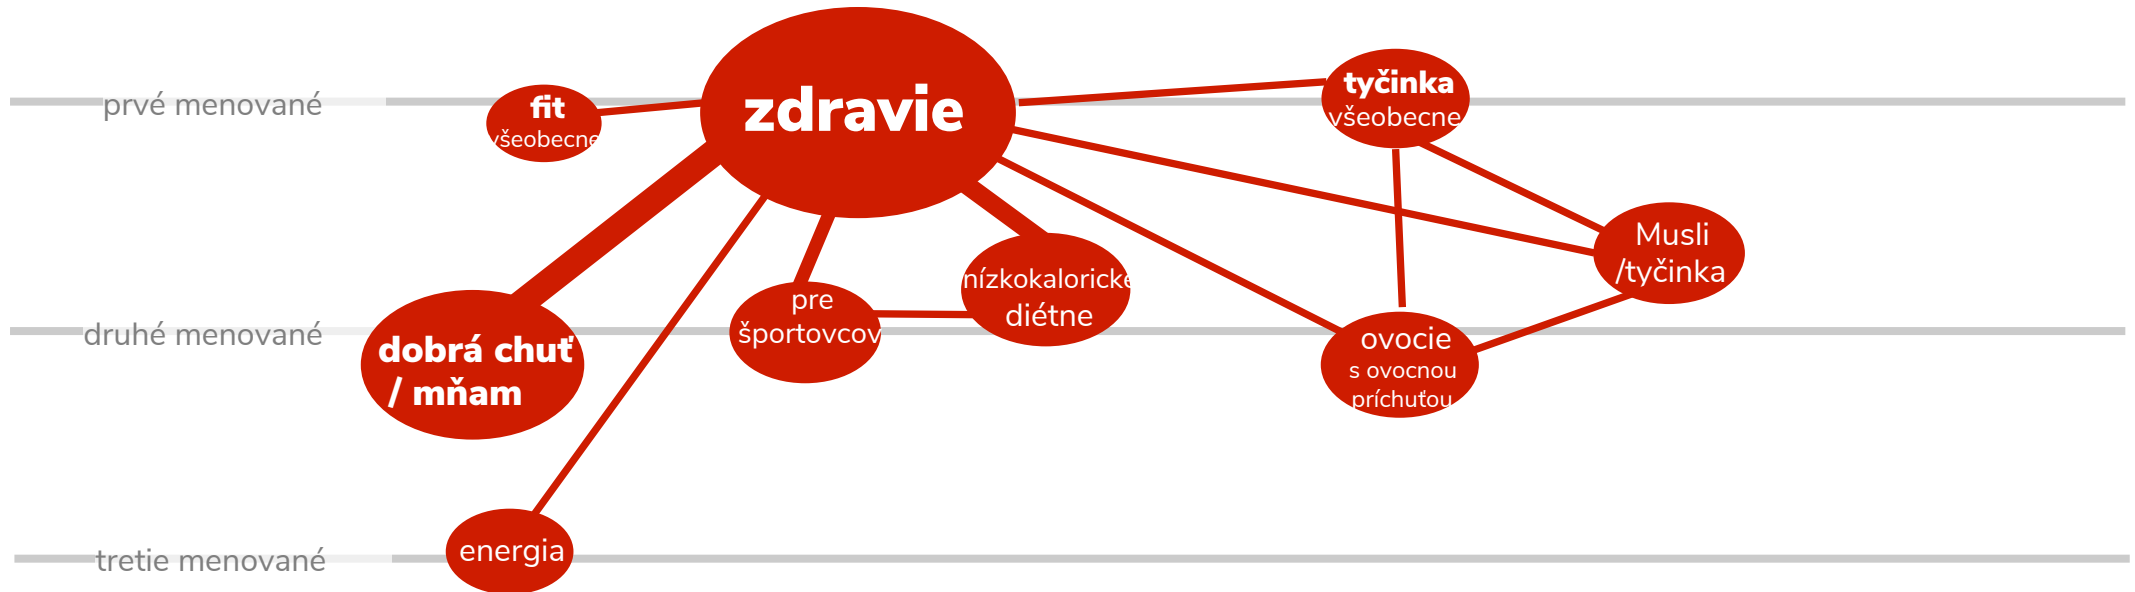 prvé menované
fit
všeobecne
zdravie
tyčinka
všeobecne
Musli
/tyčinka
nízkokalorické
diétne
pre
športovcov
druhé menované
dobrá chuť
/ mňam
ovocie
s ovocnou
príchuťou
tretie menované
energia